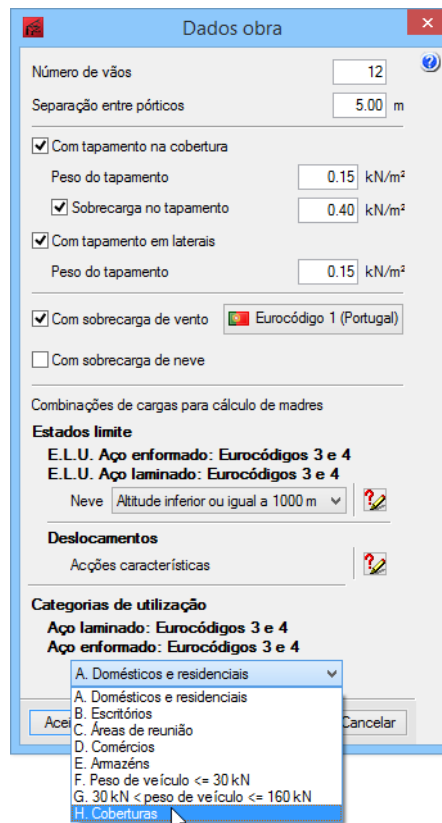 Dados obra
Número de vãos 12
Separação entre pórticos 5.00 m
Com tapamento na cobertura
Peso do tapamento 0.15 kN/m²
Sobrecarga no tapamento 0.40 kN/m²
Com tapamento em laterais
Peso do tapamento 0.15 kN/m²
Com sobrecarga de vento Eurocódigo 1 (Portugal)
Com sobrecarga de neve
Combinações de cargas para cálculo de madres
Estados limite
E.L.U. Aço enformado: Eurocódigos 3 e 4
E.L.U. Aço laminado: Eurocódigos 3 e 4
Neve Altitude inferior ou igual a 1000 m
Deslocamentos
Acções características
Categorias de utilização
Aço laminado: Eurocódigos 3 e 4
Aço enformado: Eurocódigos 3 e 4
A. Domésticos e residenciais
A. Domésticos e residenciais
B. Escritórios
C. Áreas de reunião
D. Comércios
E. Armazéns
F. Peso de veículo <= 30 kN
G. 30 kN < peso de veículo <= 160 kN
H. Coberturas
Cancelar